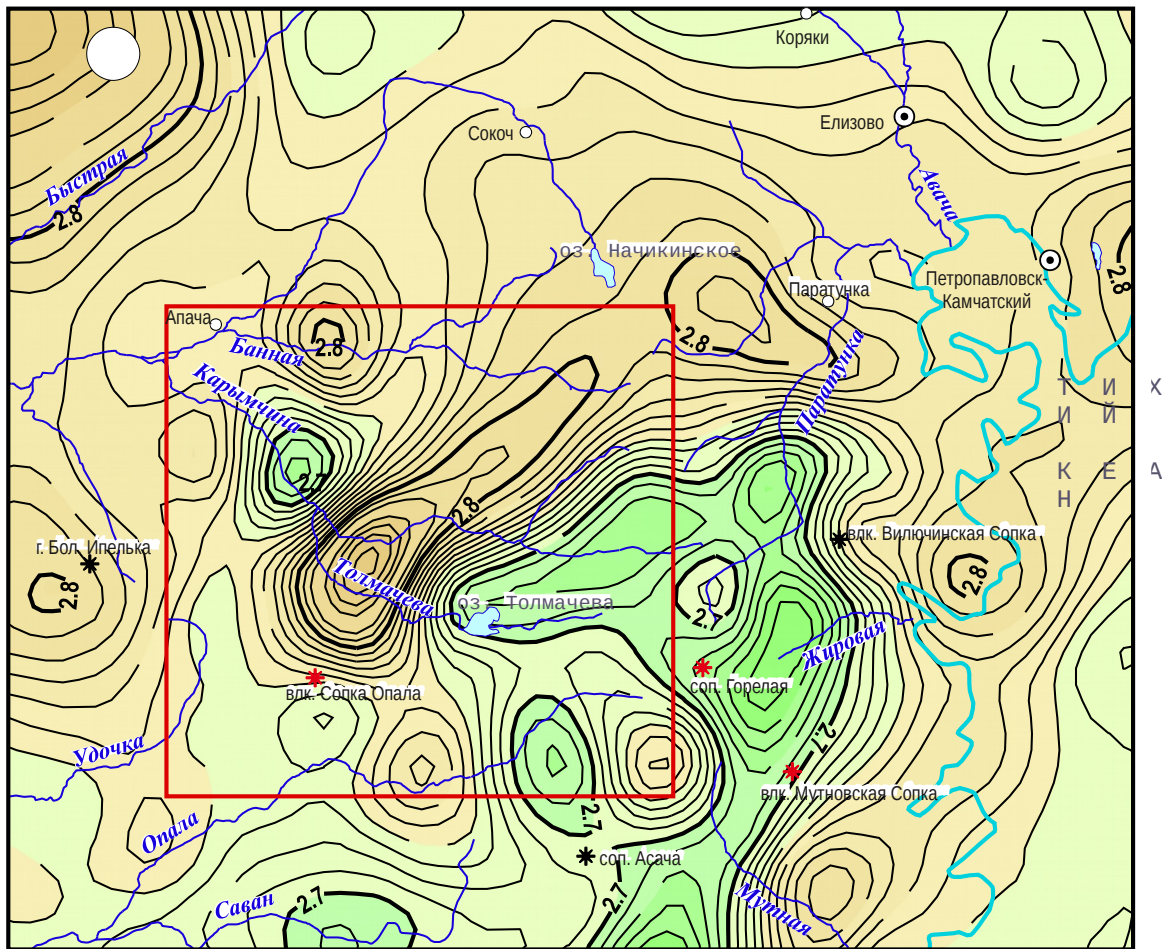 Коряки
Елизово
Сокоч
Быстрая
2.8
Авача
оз. Начикинское
Петропавловск-
Камчатский
2.8
Паратунка
Апача
2.8
2.8
Банная
Карымчина
Паратунка
Т И Х
И Й
О К Е А
Н
2.7
2.8
влк. Вилючинская Сопка
г. Бол. Ипелька
2.8
2.8
Толмачева
оз. Толмачева
2.7
Жировая
соп. Горелая
влк. Сопка Опала
Удочка
2.7
влк. Мутновская Сопка
2.7
Опала
соп. Асача
2.7
2.7
Саван
Мутная